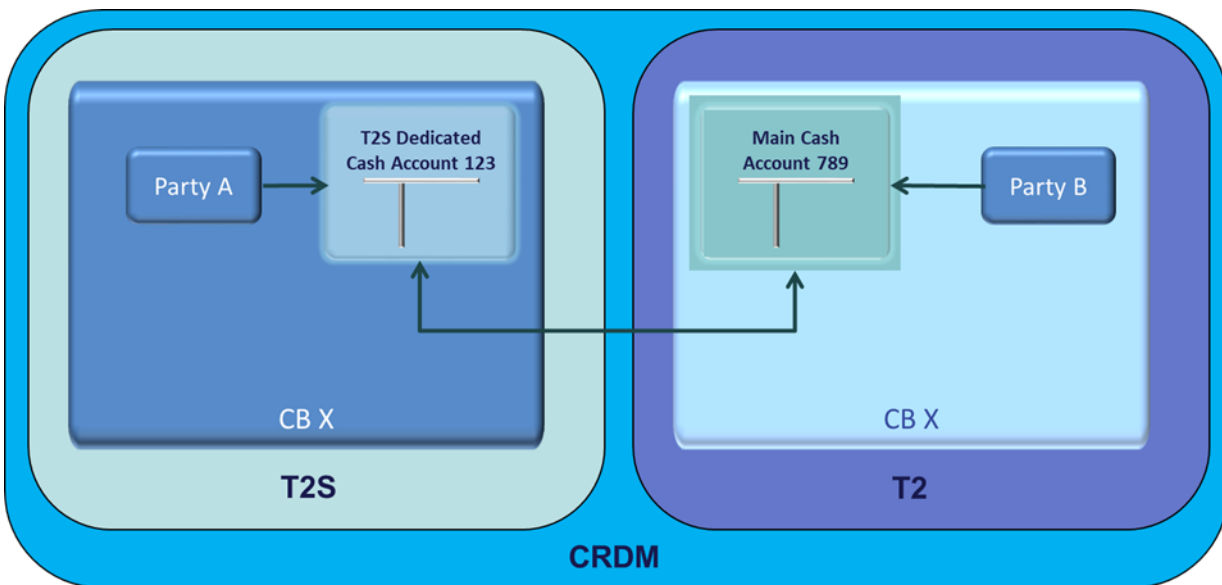 T2S Dedicated
Cash Account 123
Party A
CB X
T2S
Main Cash
Account 789
Party B
CB X
T2
CRDM